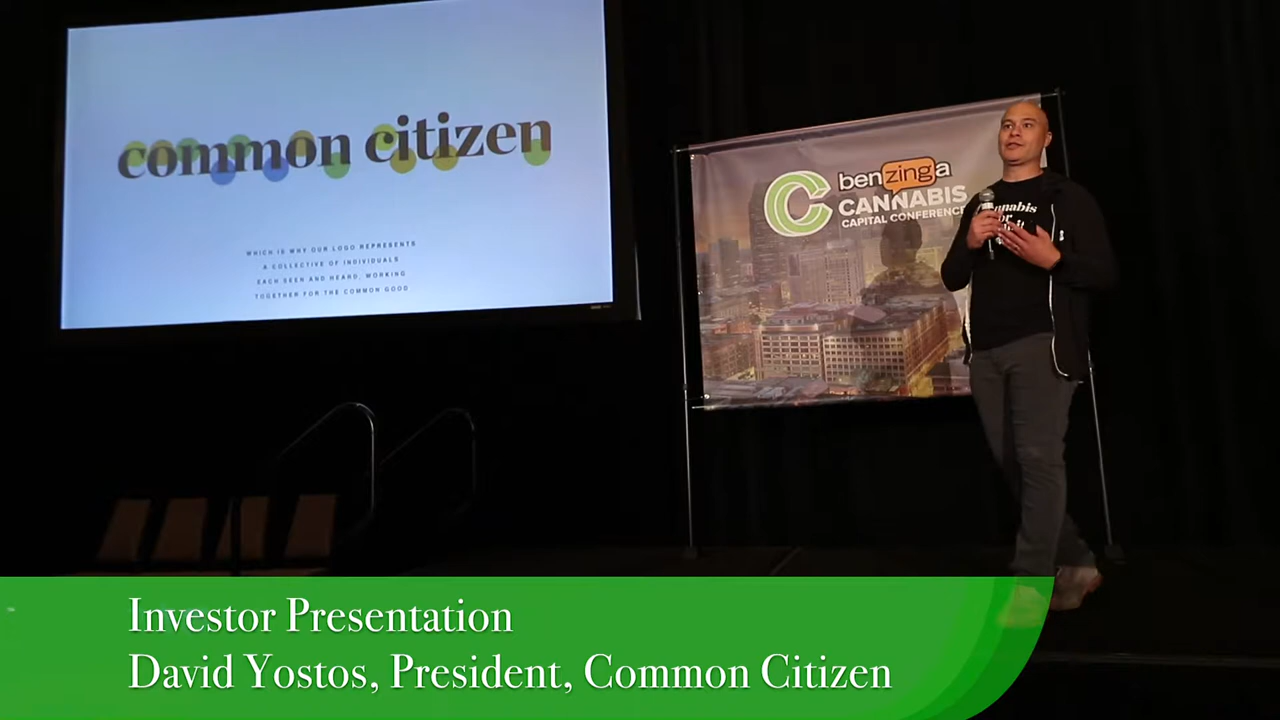 common citizen
WHICH IS WHY OUR LOGO REPRESENTS
A COLLECTIVE OF INDIVIDUALS
EACH SEEN AND HEARD, WORKING
TOGETHER FOR THE COMMON GOOD
benzinga
CANNABIS
CAPITAL CONFERENCE
Investor Presentation
David Yostos, President, Common Citizen